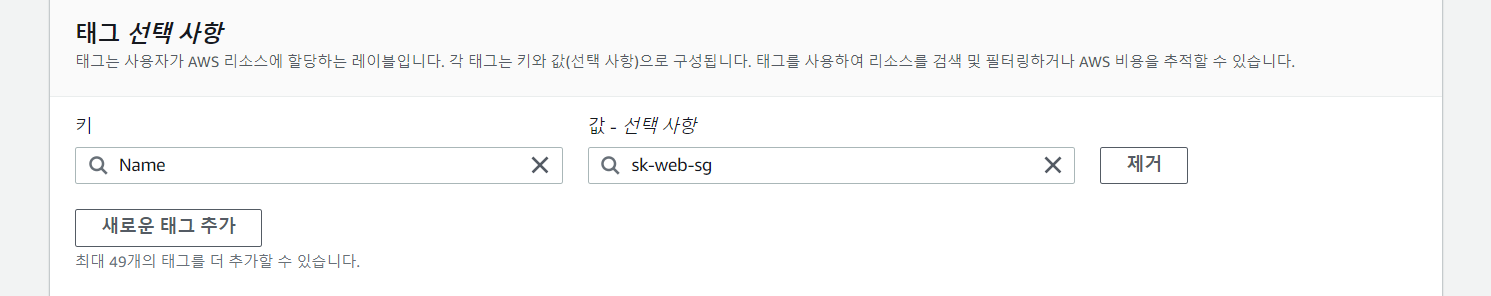 태그 선택 사항
태그는 사용자가 AWS 리소스에 할당하는 레이블입니다. 각 태그는 키와 값(선택 사항)으로 구성됩니다. 태그를 사용하여 리소스를 검색 및 필터링하거나 AWS 비용을 추적할 수 있습니다.
키 값 - 선택 사항
Name sk-web-sg 제거
새로운 태그 추가
최대 49개의 태그를 더 추가할 수 있습니다.